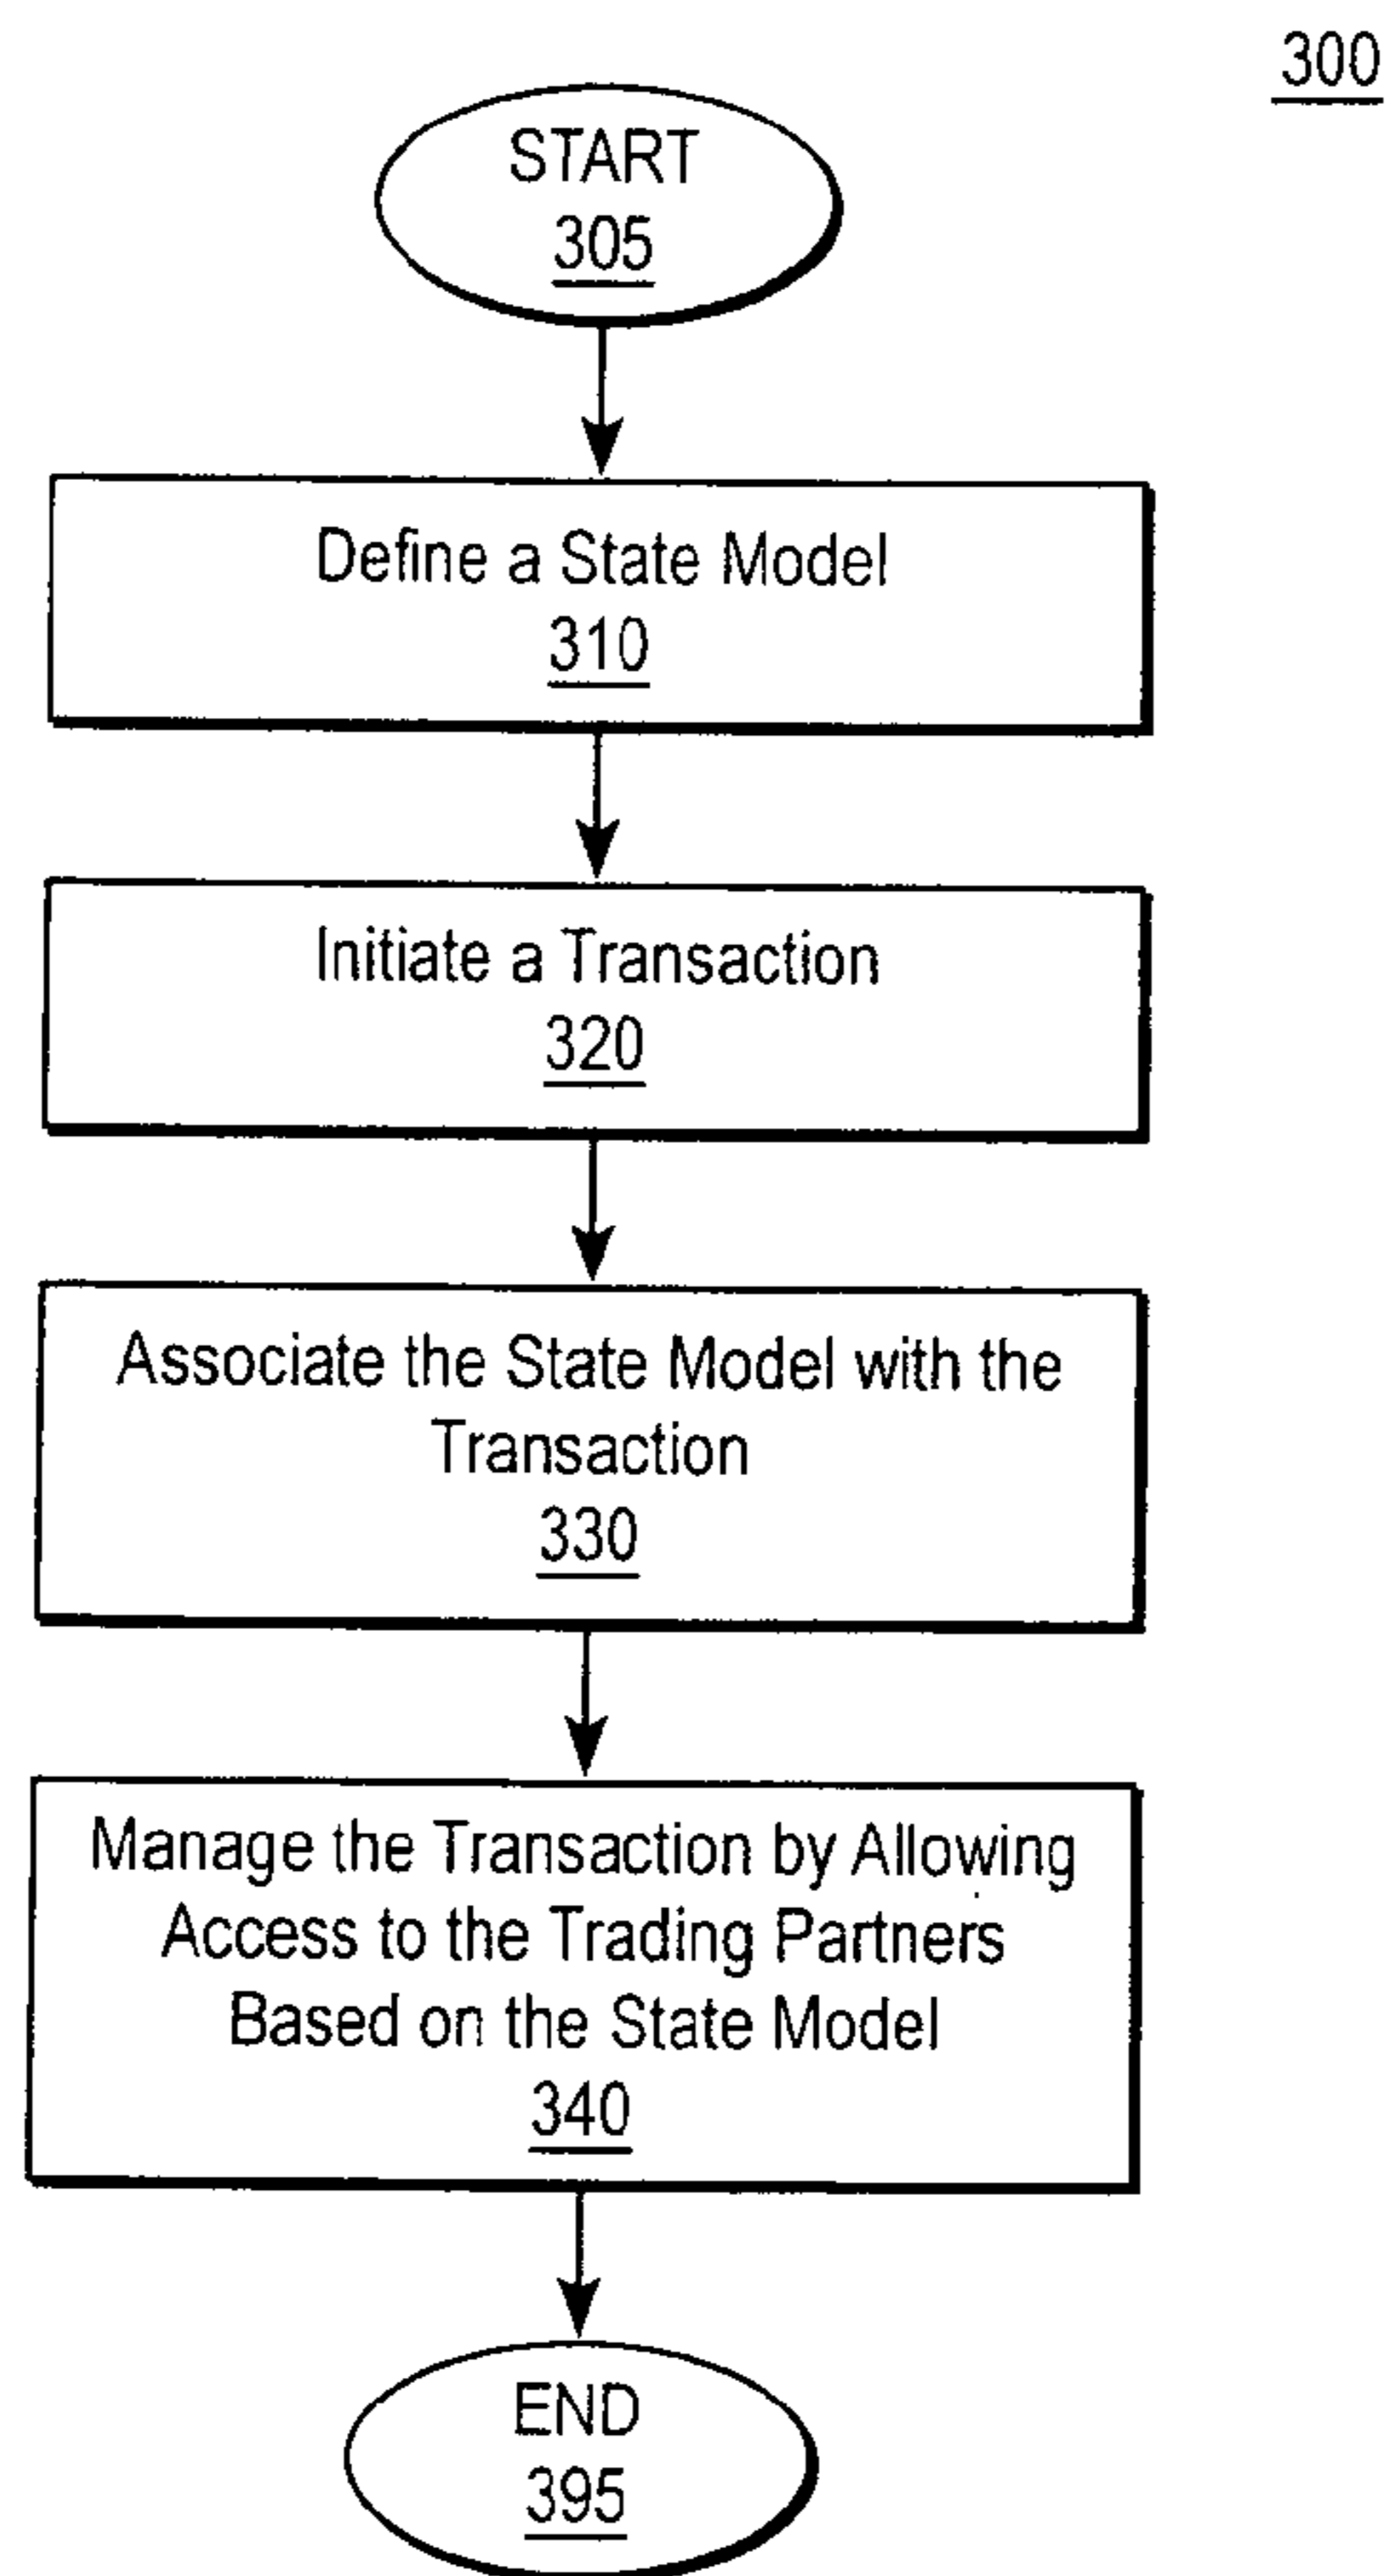 300
START
305
Define a State Model
310
Initiate a Transaction
320
Associate the State Model with the
Transaction
330
Manage the Transaction by Allowing
Access to the Trading Partners
Based on the State Model
340
END
395